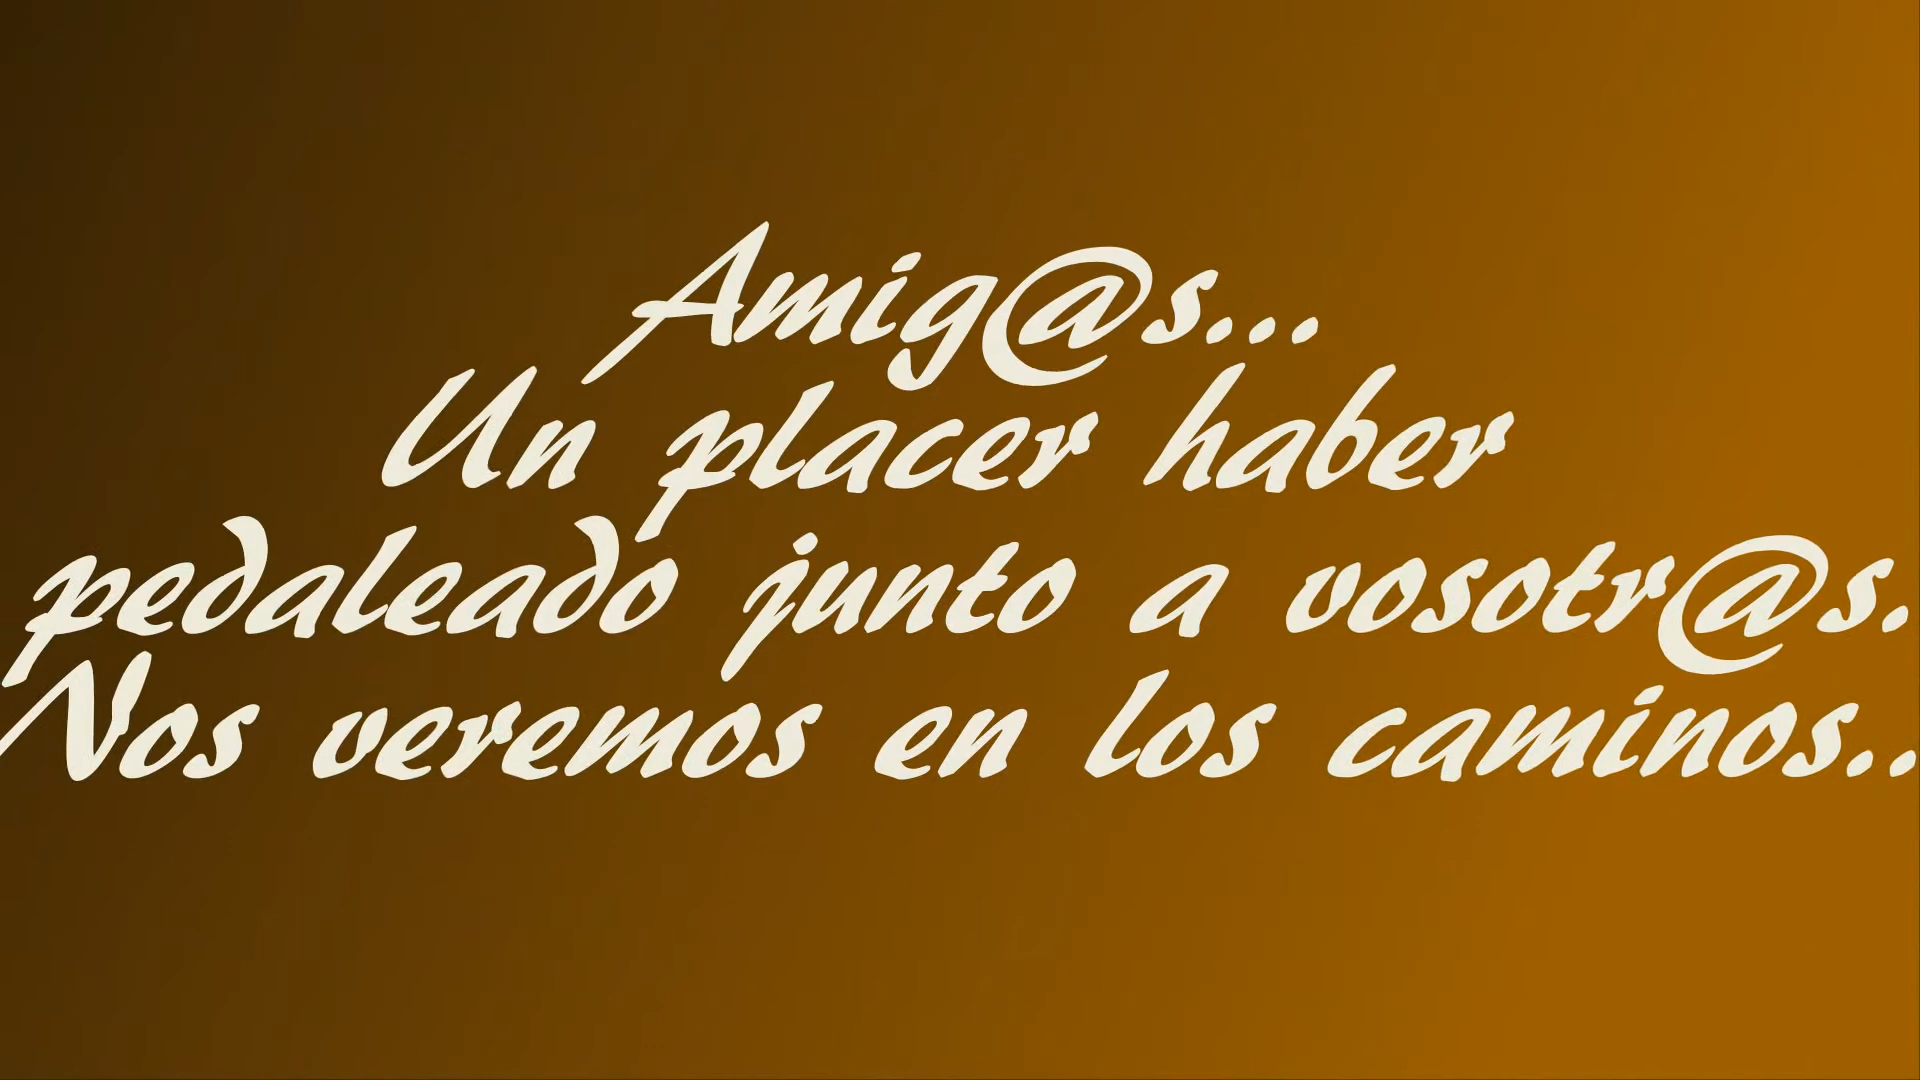 Amig@s...
Un placer haber
pedaleado junto a vosotr@s.
Nos veremos en los caminos..